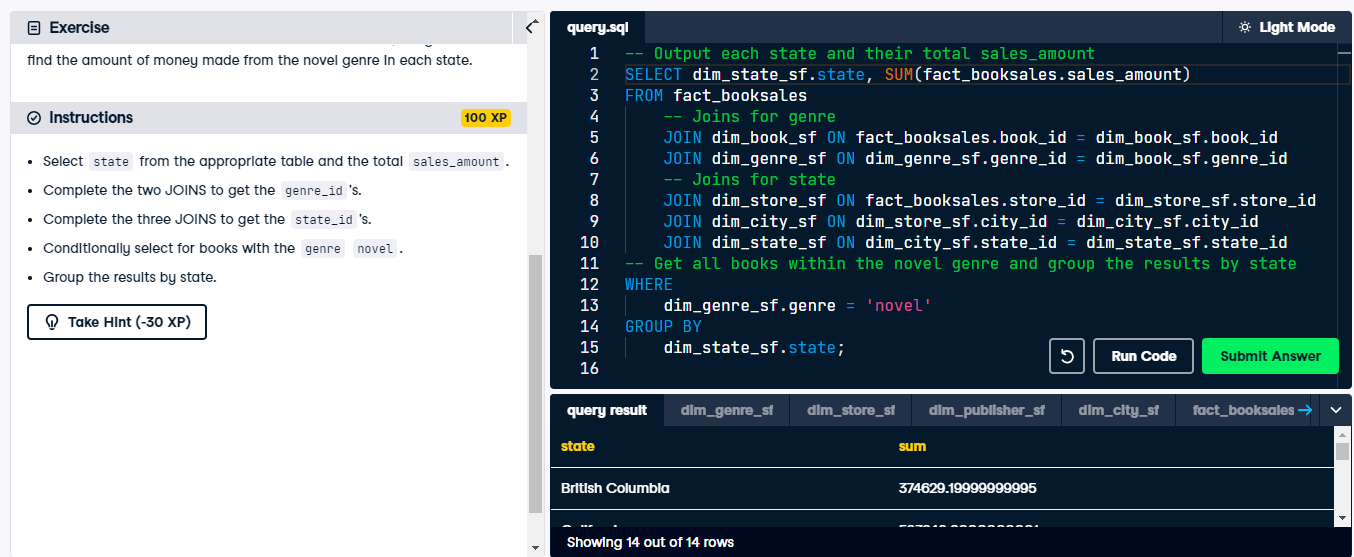 Exercise
find the amount of money made from the novel genre in each state.
Instructions
100 XP
Select state from the appropriate table and the total sales_amount.
Complete the two JOINS to get the genre_id's.
Complete the three JOINS to get the state_id's.
Conditionally select for books with the genre novel.
Group the results by state.
Take Hint (-30 XP)
query.sql
Light Mode
1 -- Output each state and their total sales_amount
2 SELECT dim_state_sf.state, SUM(fact_booksales.sales_amount)
3 FROM fact_booksales
4 -- Joins for genre
5 JOIN dim_book_sf ON fact_booksales.book_id = dim_book_sf.book_id
6 JOIN dim_genre_sf ON dim_genre_sf.genre_id = dim_book_sf.genre_id
7 -- Joins for state
8 JOIN dim_store_sf ON fact_booksales.store_id = dim_store_sf.store_id
9 JOIN dim_city_sf ON dim_store_sf.city_id = dim_city_sf.city_id
10 JOIN dim_state_sf ON dim_city_sf.state_id = dim_state_sf.state_id
11 -- Get all books within the novel genre and group the results by state
12 WHERE
13 dim_genre_sf.genre = 'novel'
14 GROUP BY
15 dim_state_sf.state;
16
Run Code
Submit Answer
query result
dim_genre_sf
dim_store_sf
dim_publisher_sf
dim_city_sf
fact_booksales
state sum
British Columbia 374629.19999999995
Showing 14 out of 14 rows